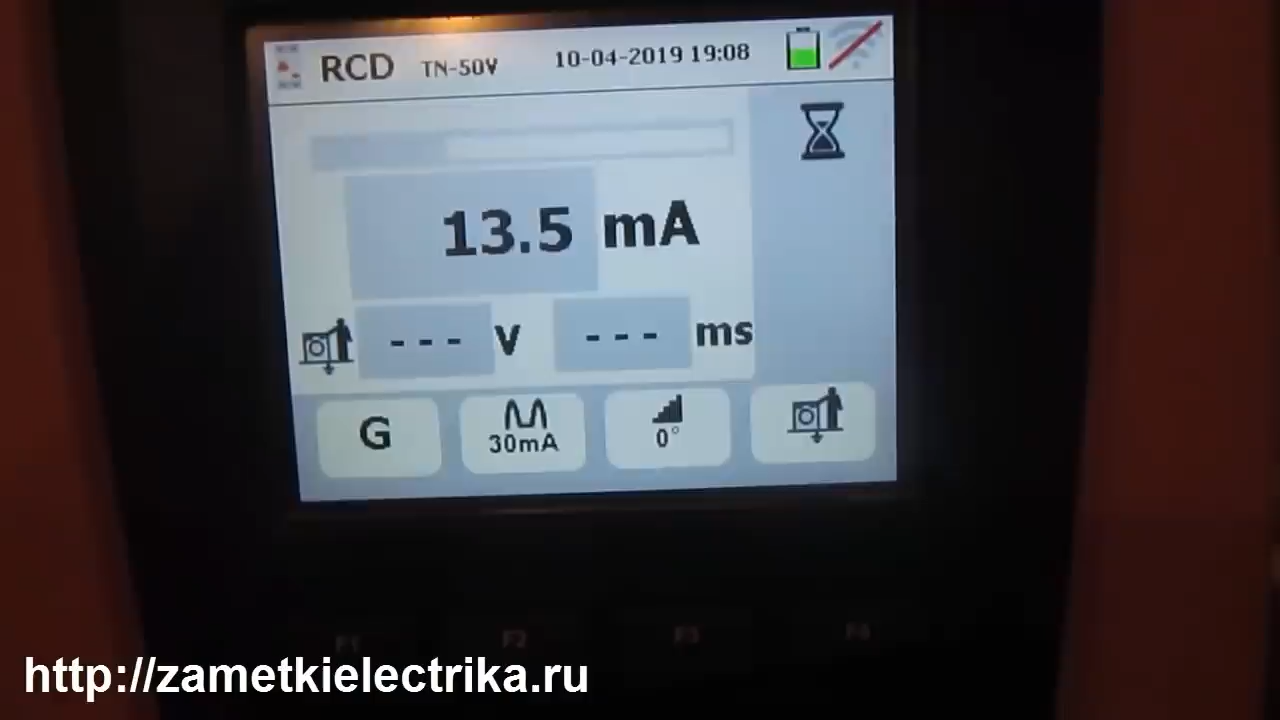 RCD TN-50V 10-04-2019 19:08
13.5 mA
--- V --- ms
G 30mA 0°
F1 F2 F3 F4
http://zametkielectrika.ru